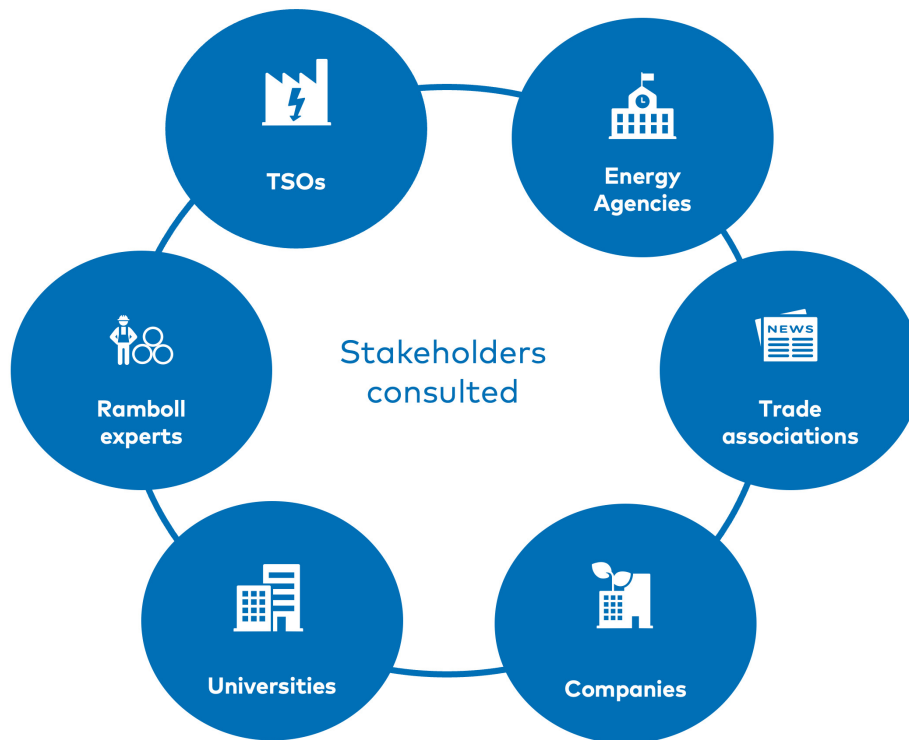 TSOs
Energy
Agencies
NEWS
Trade
associations
Stakeholders
consulted
Ramboll
experts
Universities
Companies